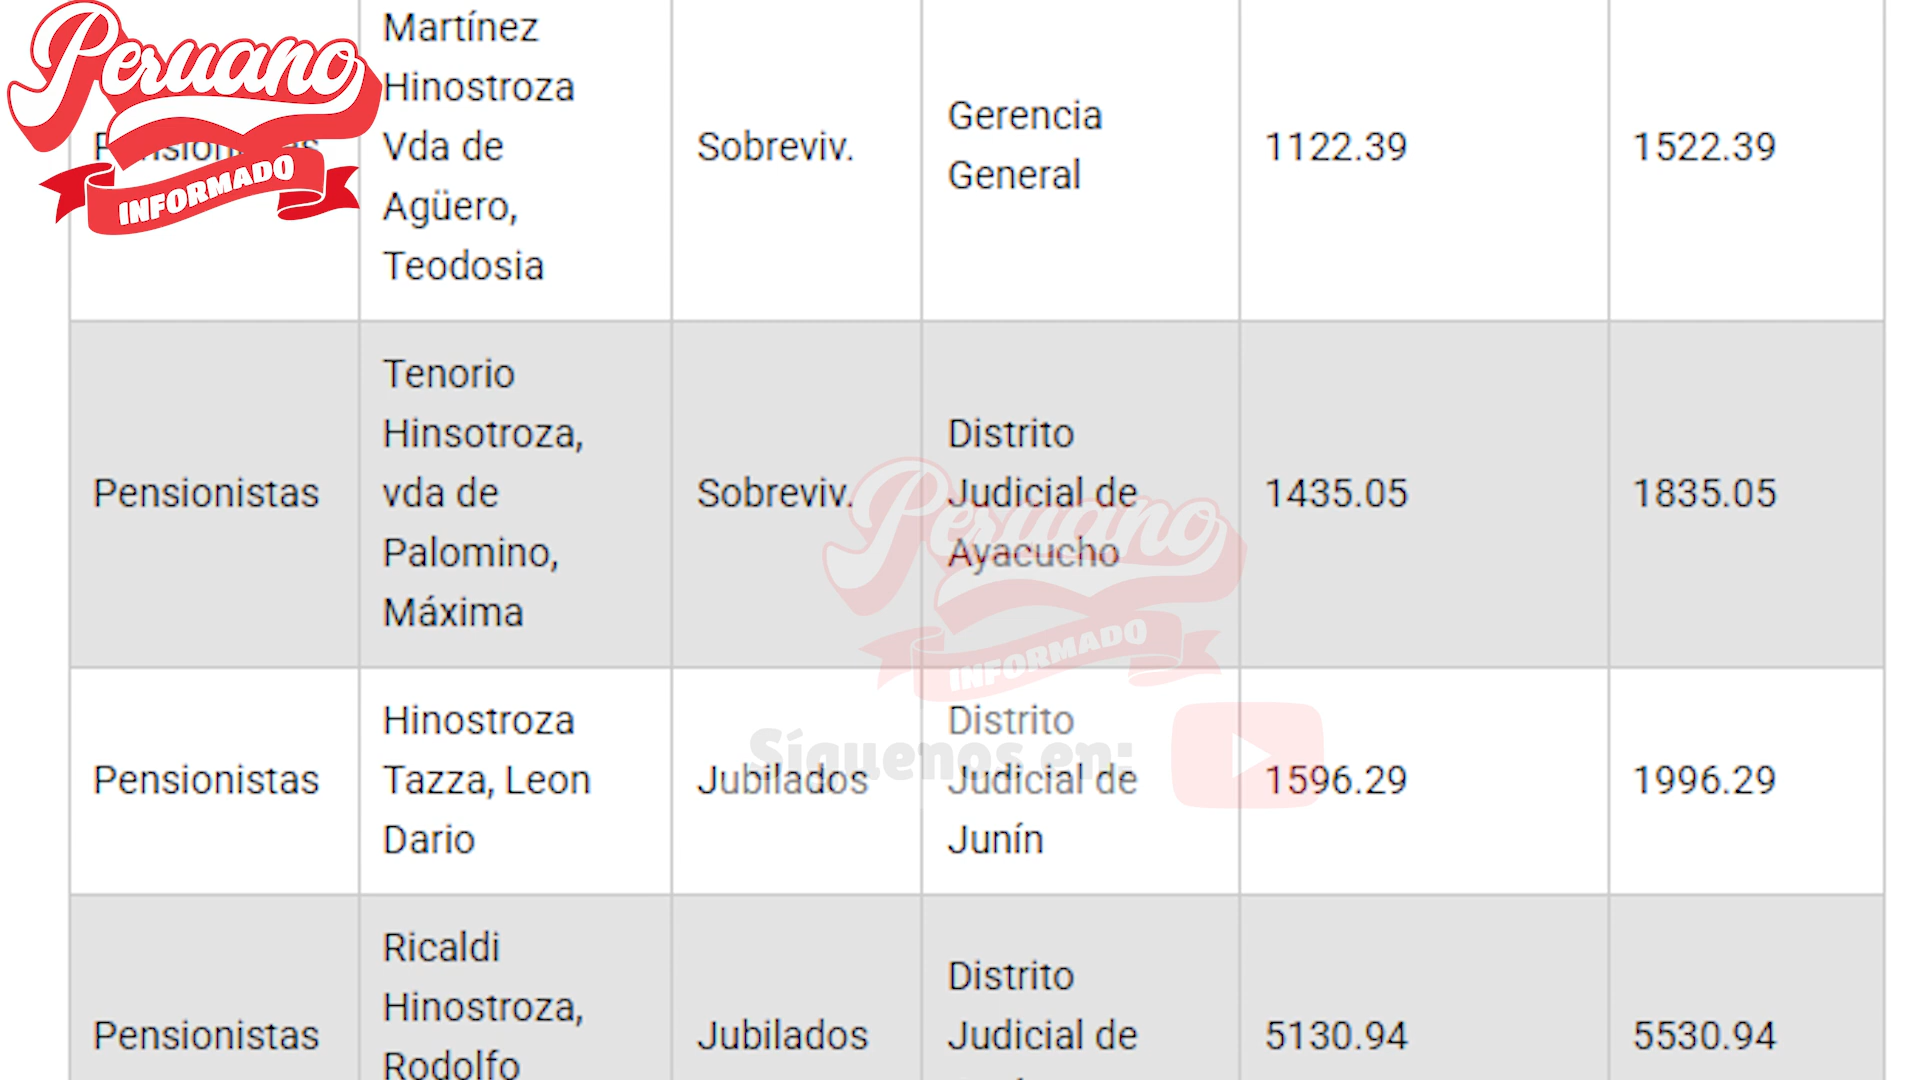 Peruano
INFORMADO
Martínez
Hinostroza
Vda de
Agüero,
Teodosia
Sobreviv.
Gerencia
General
1122.39
1522.39
Pensionistas
Tenorio
Hinsotroza,
vda de
Palomino,
Máxima
Sobreviv.
Distrito
Judicial de
Ayacucho
1435.05
1835.05
Peruano
INFORMADO
Síguenos en:
Pensionistas
Hinostroza
Tazza, Leon
Dario
Jubilados
Distrito
Judicial de
Junín
1596.29
1996.29
Pensionistas
Ricaldi
Hinostroza,
Rodolfo
Jubilados
Distrito
Judicial de
5130.94
5530.94